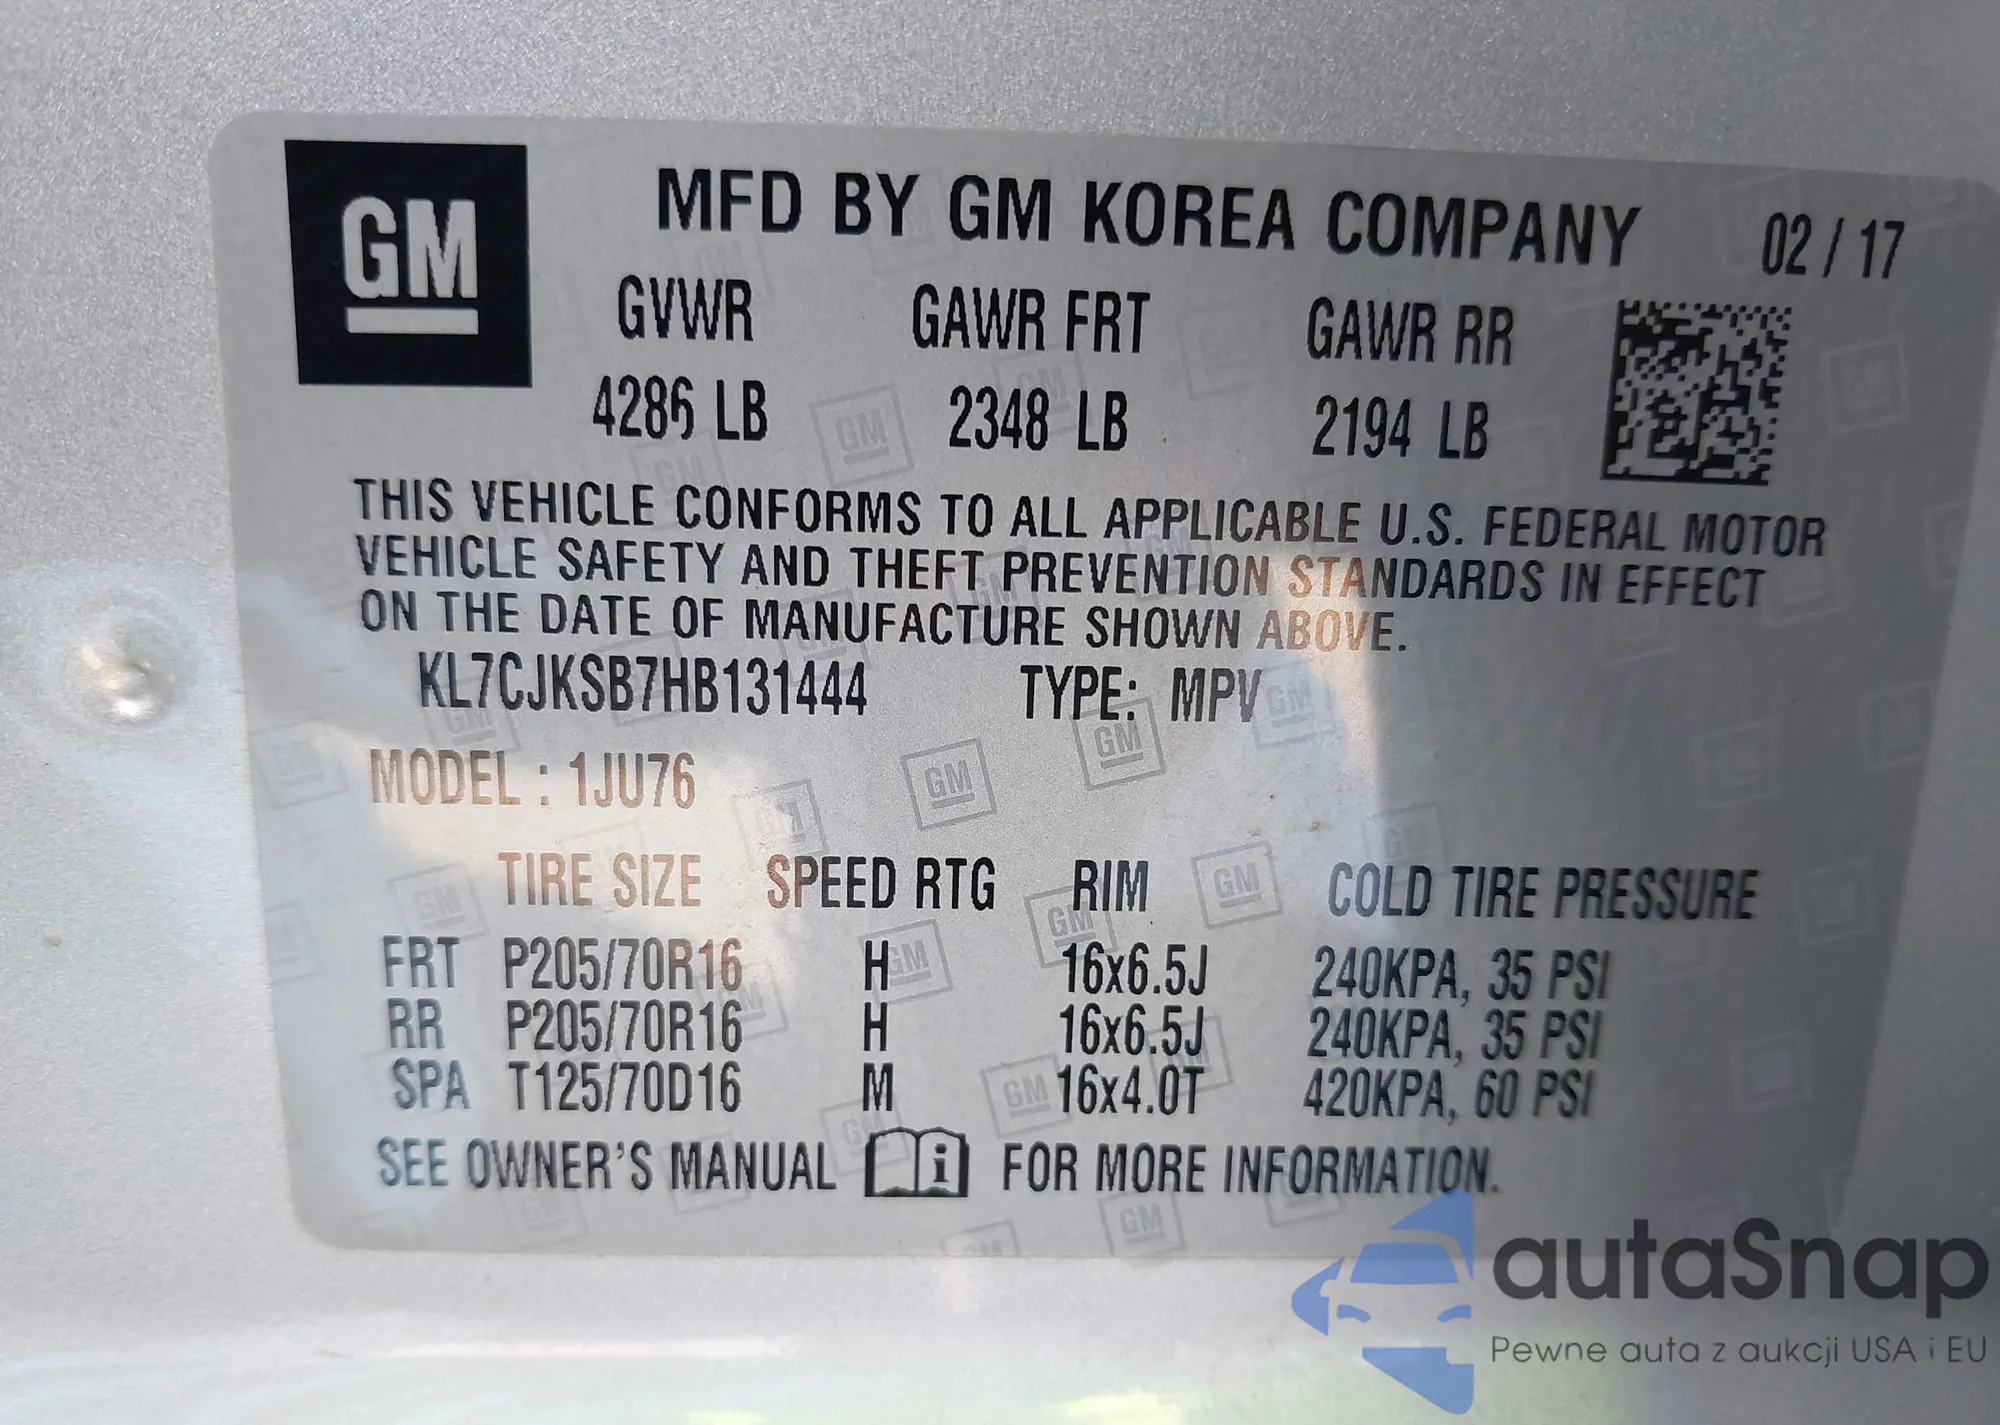 GM MFD BY GM KOREA COMPANY 02 / 17
GVWR GAWR FRT GAWR RR
4286 LB 2348 LB 2194 LB
THIS VEHICLE CONFORMS TO ALL APPLICABLE U.S. FEDERAL MOTOR
VEHICLE SAFETY AND THEFT PREVENTION STANDARDS IN EFFECT
ON THE DATE OF MANUFACTURE SHOWN ABOVE.
KL7CJKSB7HB131444 TYPE: MPV
MODEL : 1JU76
TIRE SIZE SPEED RTG RIM COLD TIRE PRESSURE
FRT P205/70R16 H 16x6.5J 240KPA, 35 PSI
RR P205/70R16 H 16x6.5J 240KPA, 35 PSI
SPA T125/70D16 M 16x4.0T 420KPA, 60 PSI
SEE OWNER'S MANUAL i FOR MORE INFORMATION.
autaSnap
Pewne auta z aukcji USA i EU